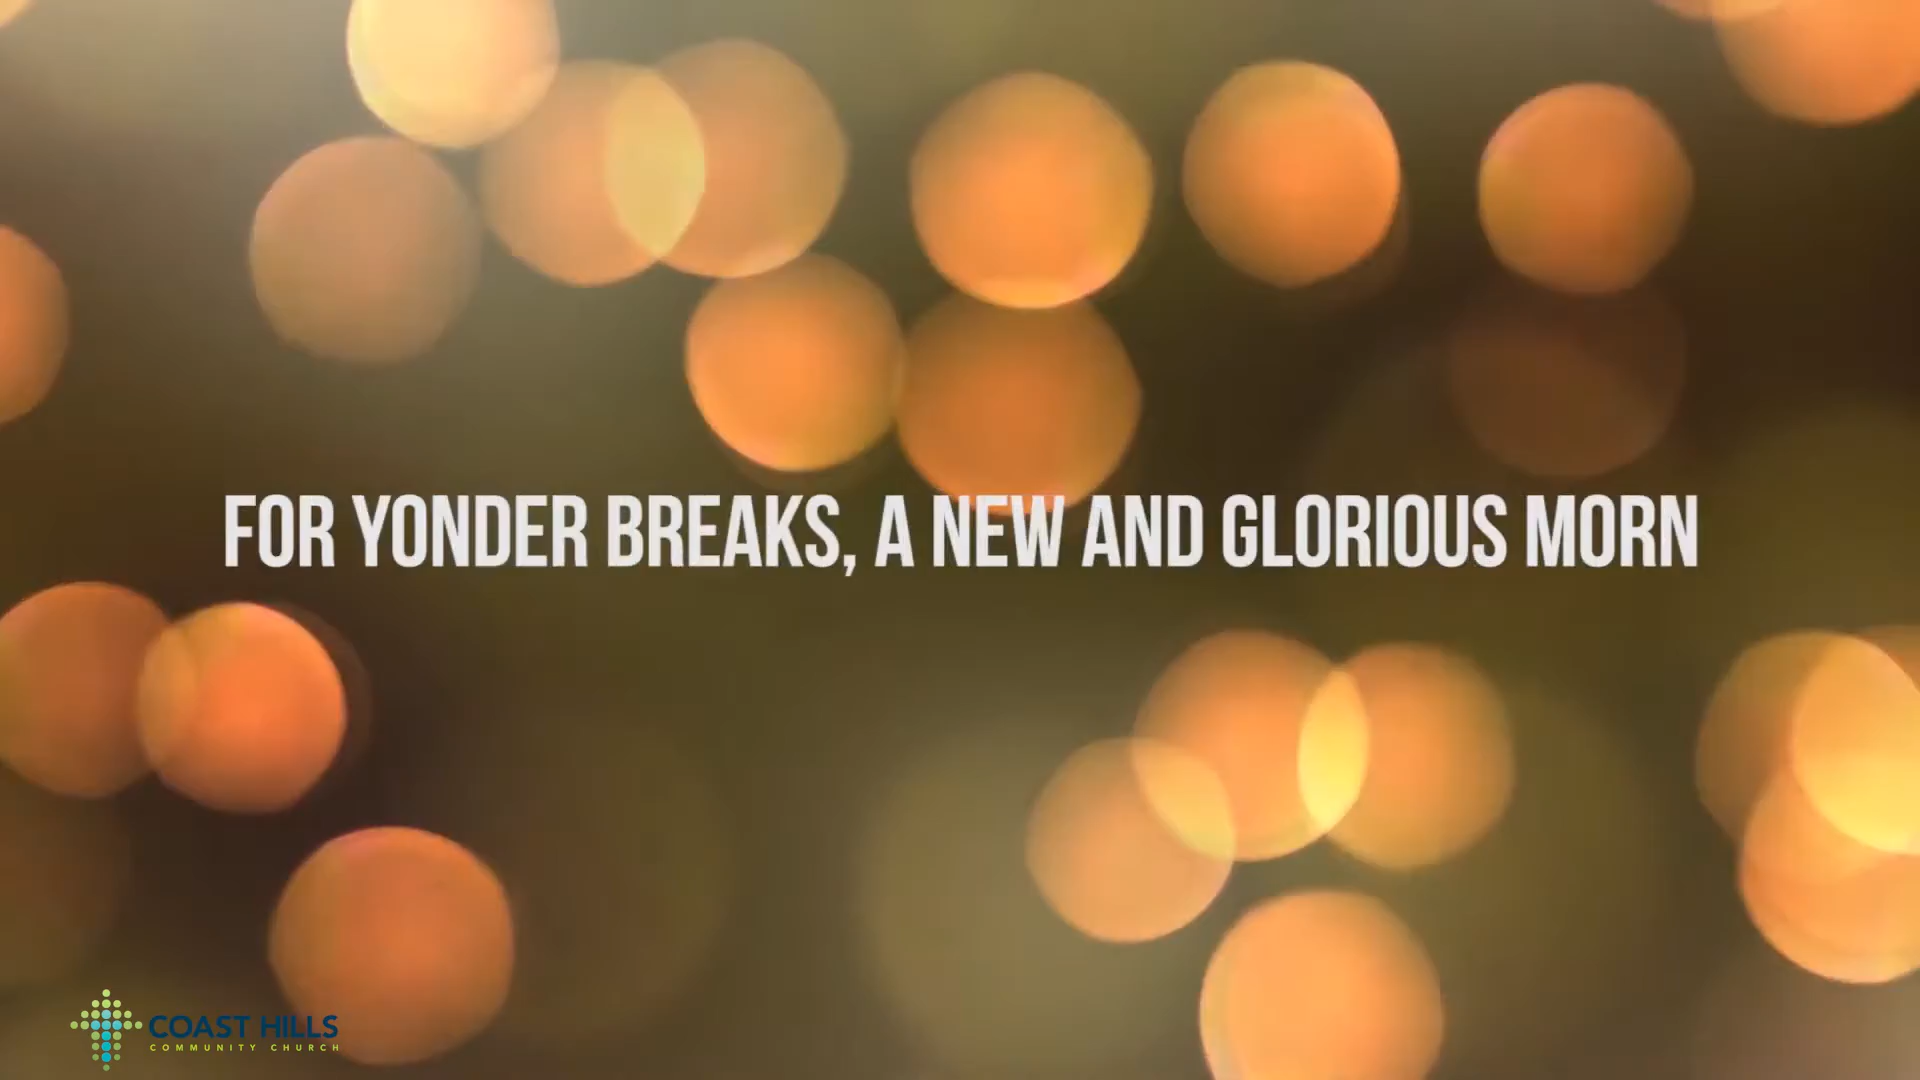 FOR YONDER BREAKS, A NEW AND GLORIOUS MORN
COAST HILLS
COMMUNITY CHURCH